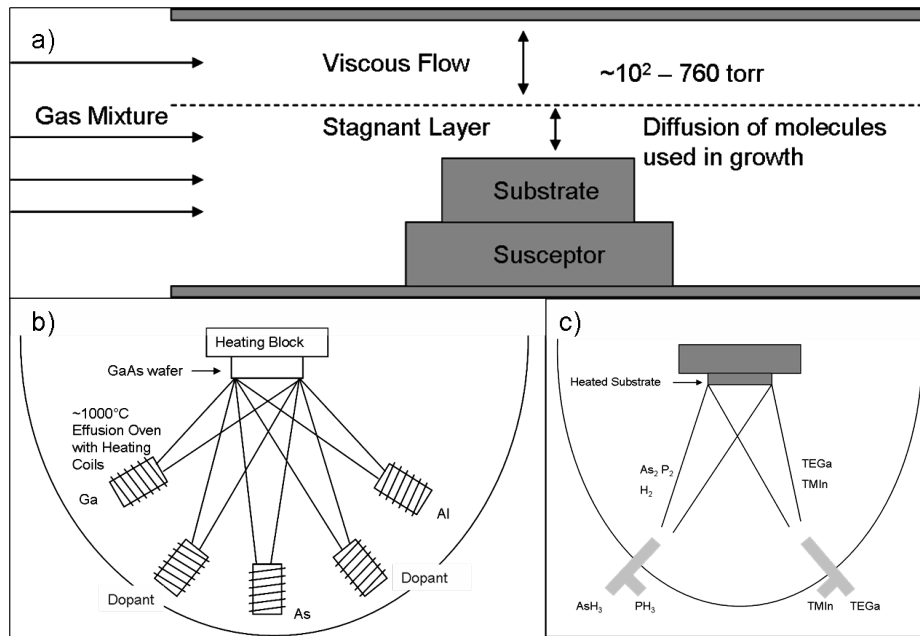 a)
Viscous Flow
~10² – 760 torr
Gas Mixture
Stagnant Layer
Diffusion of molecules
used in growth
Substrate
Susceptor
b)
Heating Block
GaAs wafer
~1000°C
Effusion Oven
with Heating
Coils
Ga
Al
Dopant
As
Dopant
c)
Heated Substrate
As₂ P₂
H₂
TEGa
TMIn
AsH₃
PH₃
TMIn
TEGa